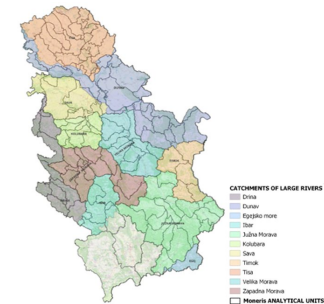 CATCHMENTS OF LARGE RIVERS
Drina
Dunav
Egejsko more
Ibar
Južna Morava
Kolubara
Sava
Timok
Tisa
Velika Morava
Zapadna Morava
Moneris ANALYTICAL UNITS